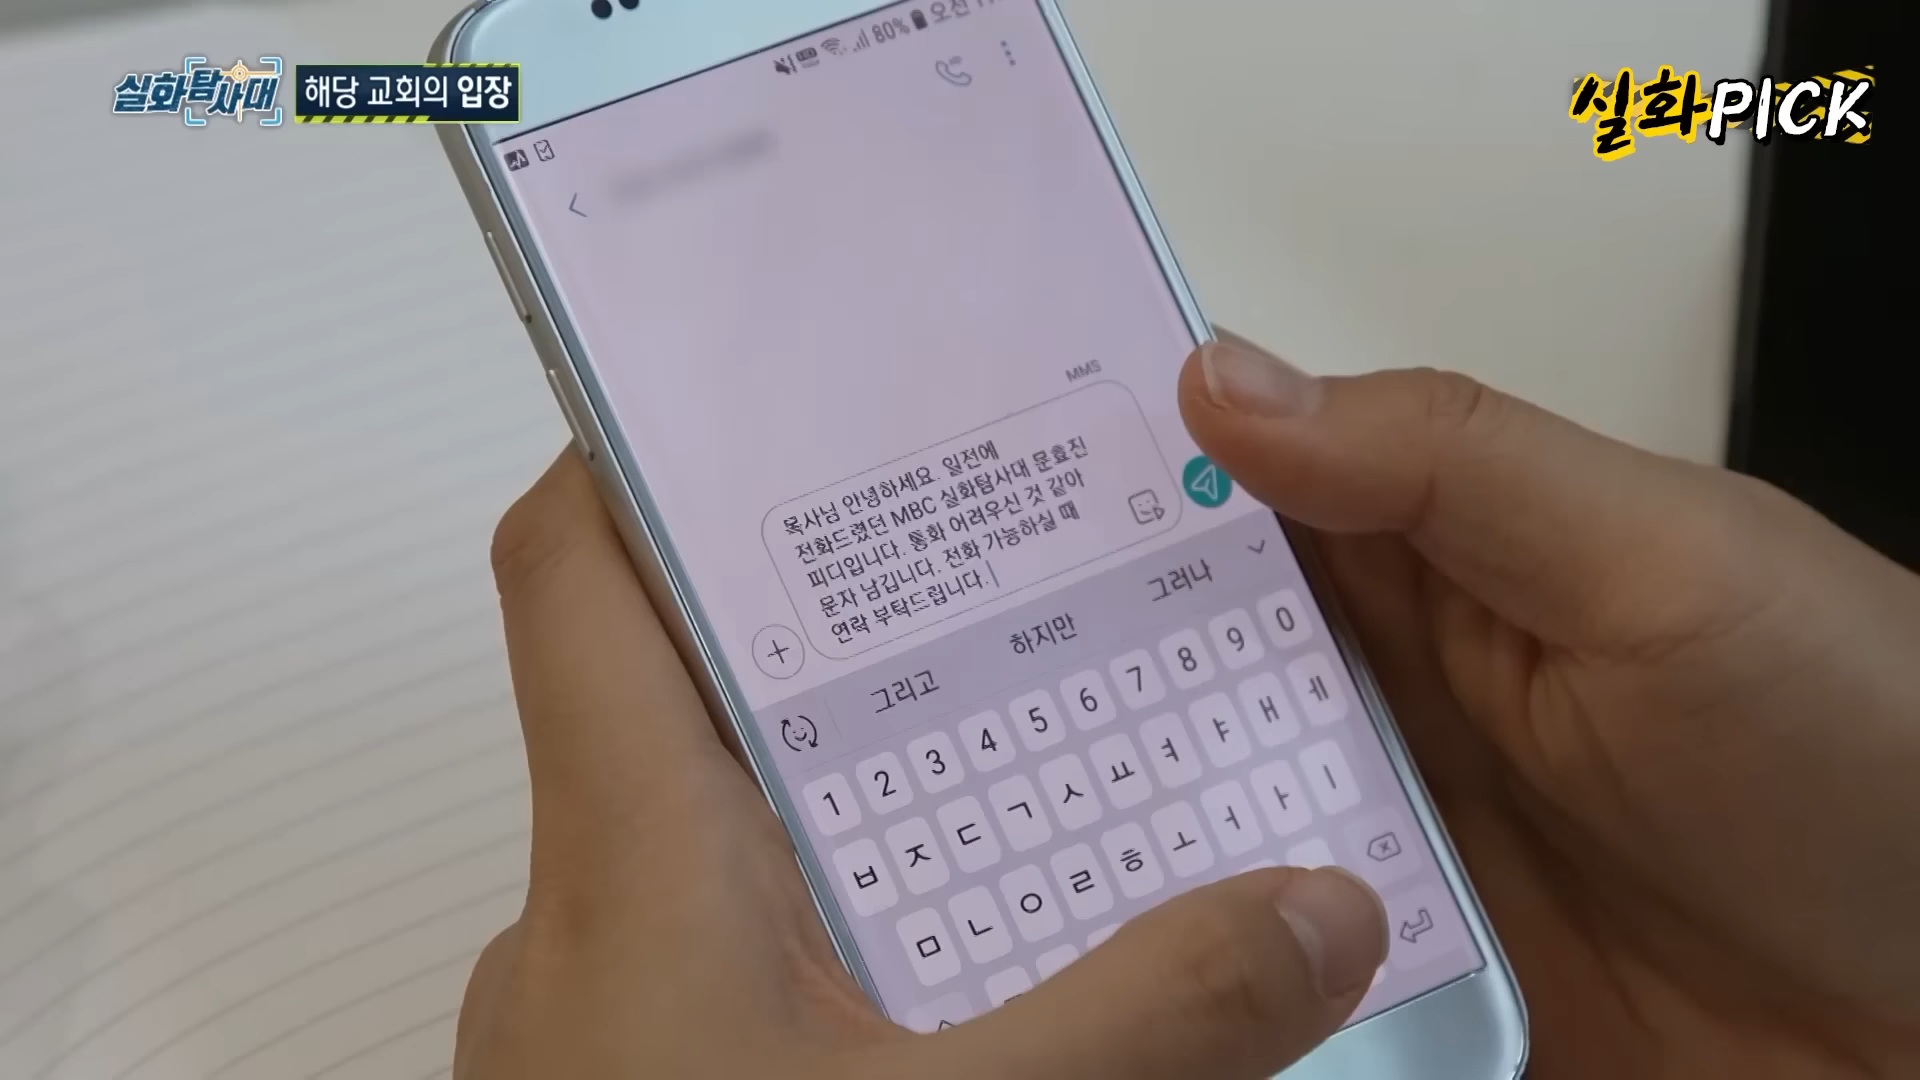 실화탐사대
해당 교회의 입장
실화PICK
80% 오전
MMS
목사님 안녕하세요. 일전에
전화드렸던 MBC 실화탐사대 문효진
피디입니다. 통화 어려우신 것 같아
문자 남깁니다. 전화 가능하실 때
연락 부탁드립니다.
그리고 하지만 그러나
1 2 3 4 5 6 7 8 9 0
ㅂ ㅈ ㄷ ㄱ ㅅ ㅛ ㅕ ㅑ ㅐ ㅔ
ㅁ ㄴ ㅇ ㄹ ㅎ ㅗ ㅓ ㅏ ㅣ